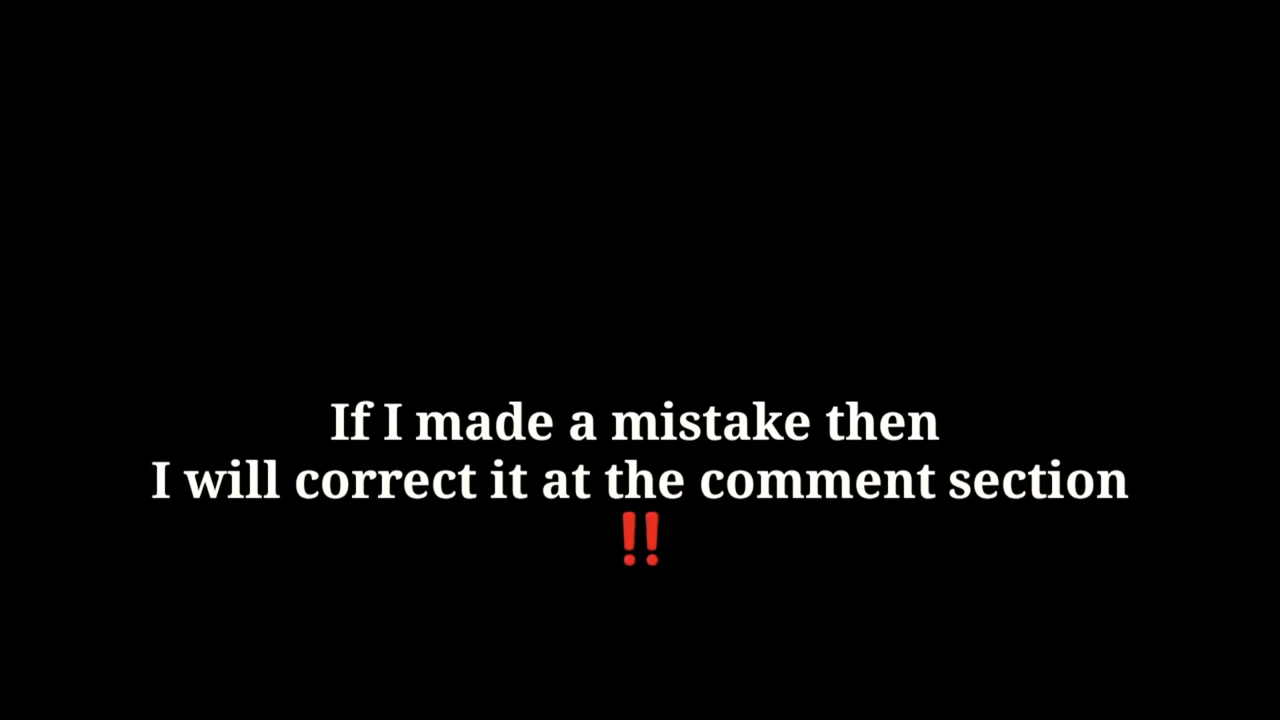 If I made a mistake then
I will correct it at the comment section
‼️